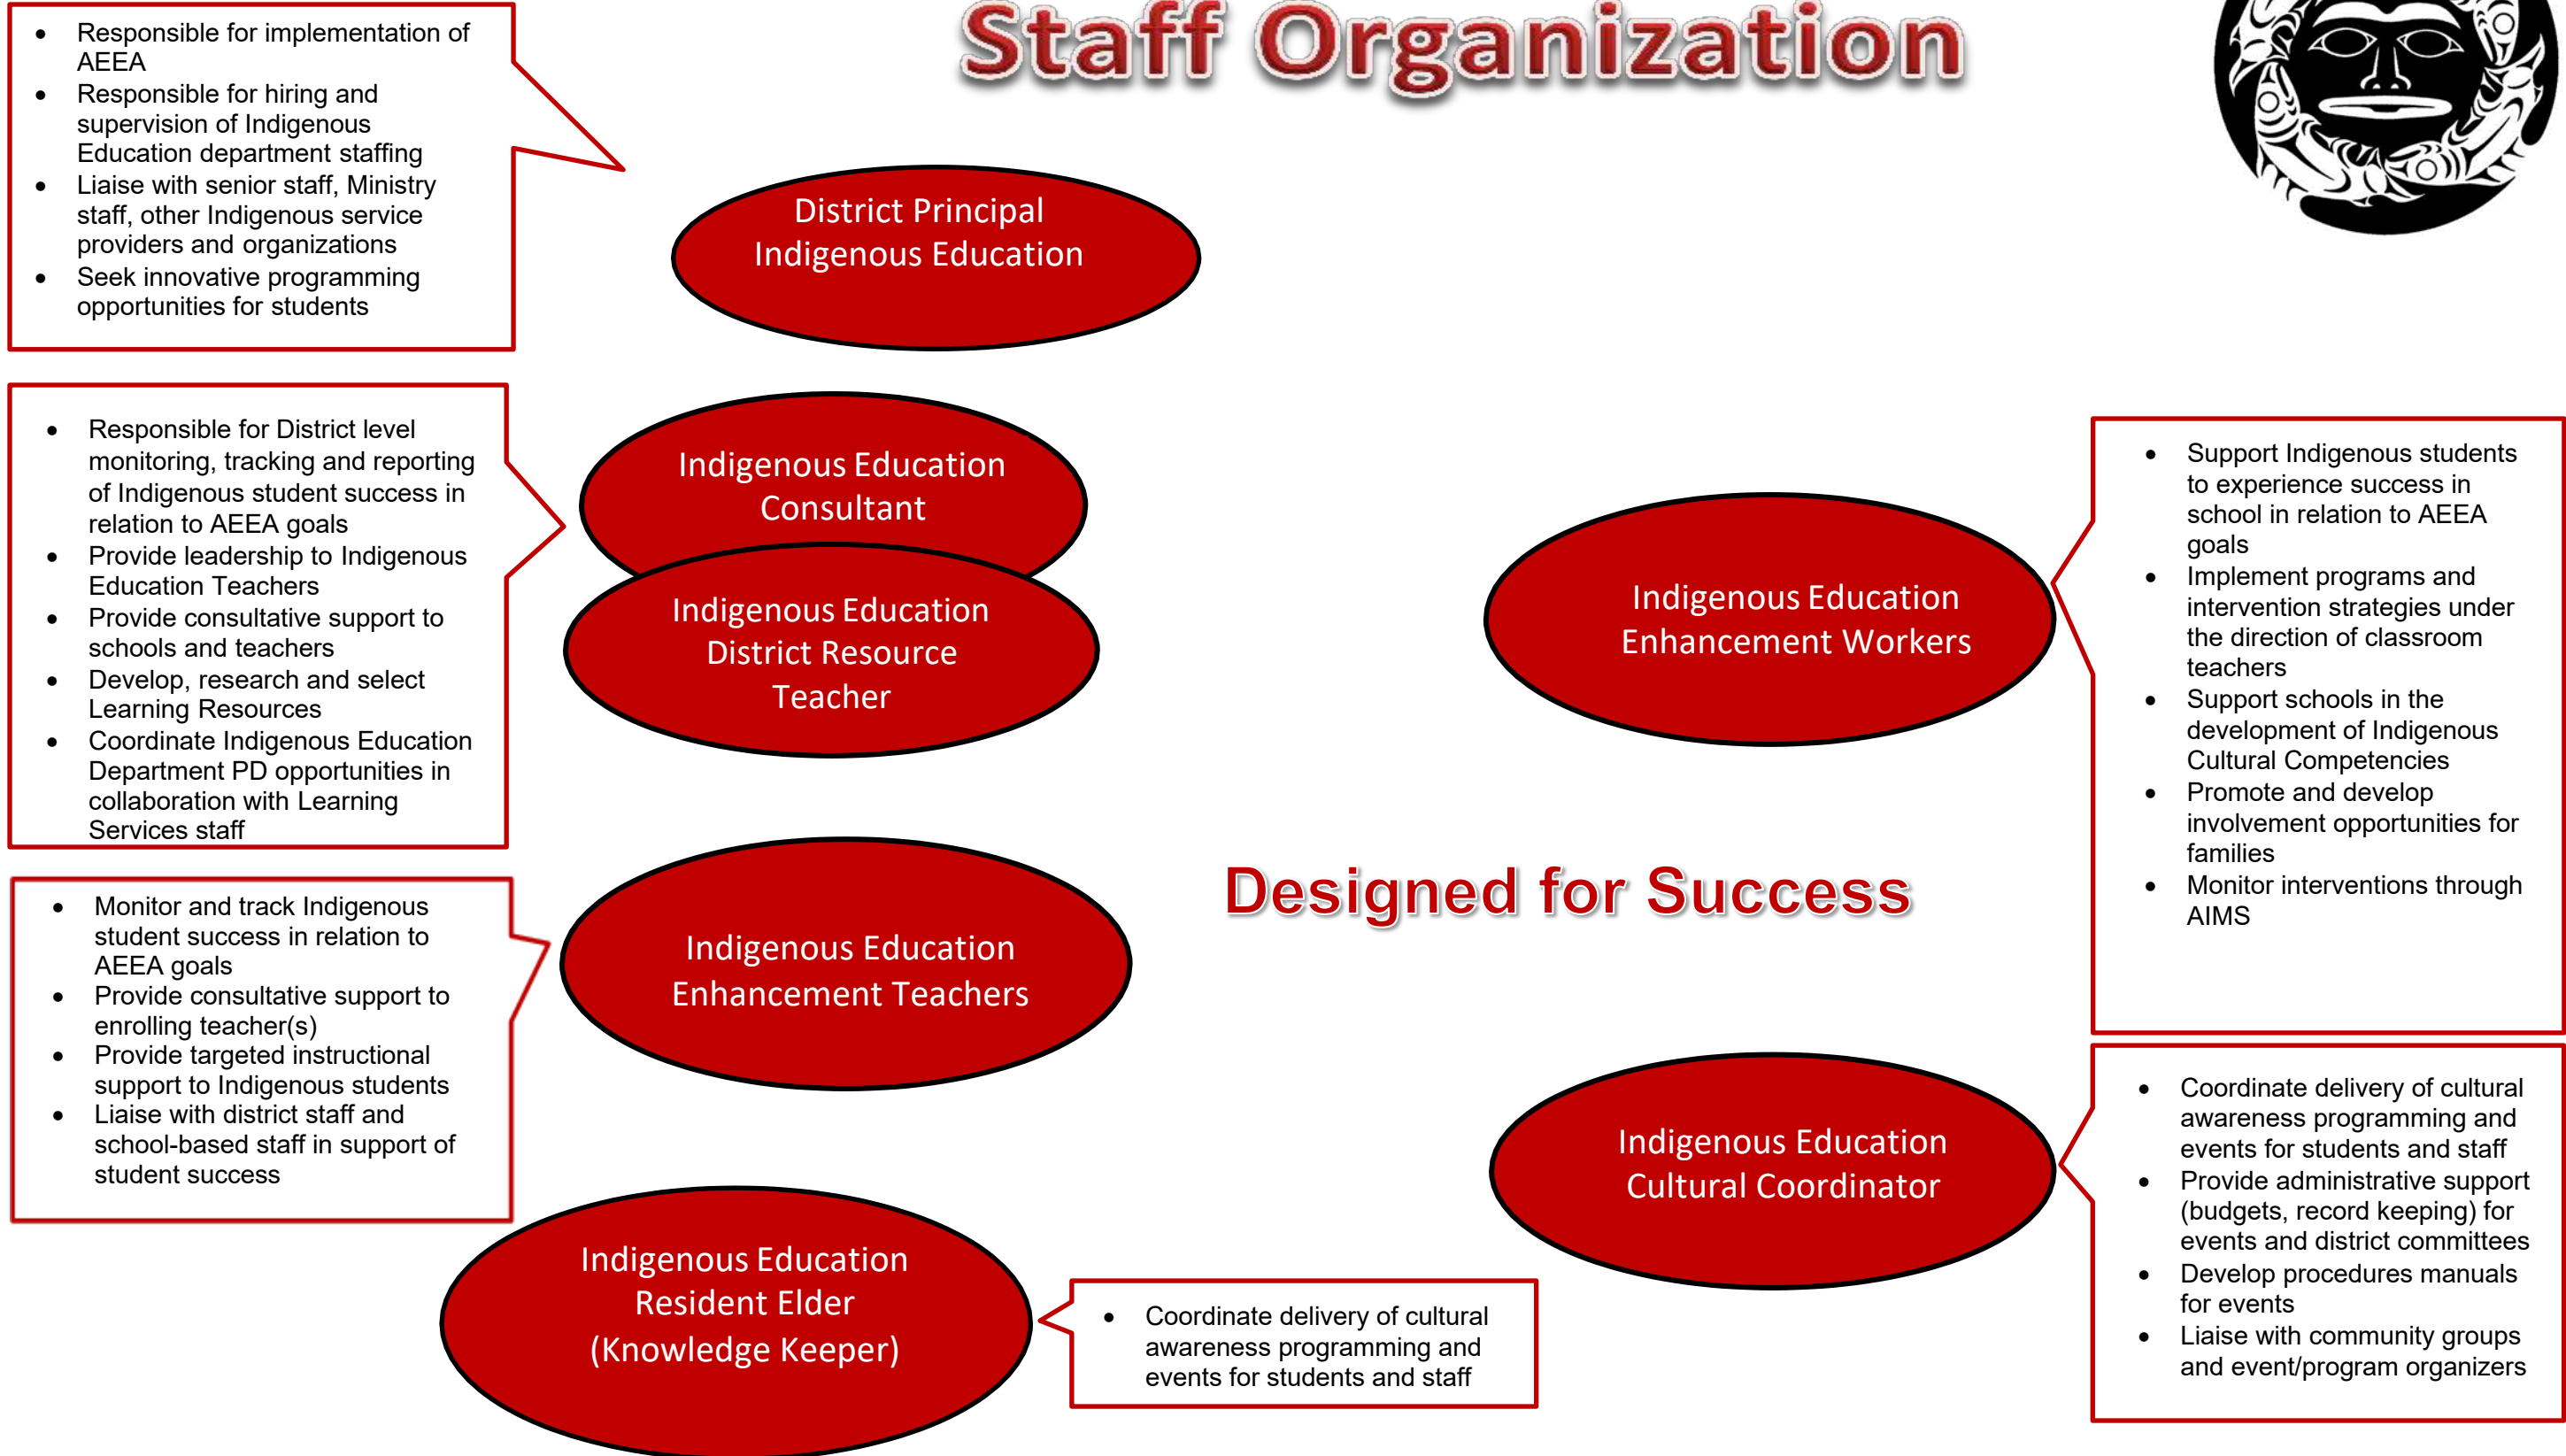 Staff Organization
• Responsible for implementation of
AEEA
• Responsible for hiring and
supervision of Indigenous
Education department staffing
• Liaise with senior staff, Ministry
staff, other Indigenous service
providers and organizations
• Seek innovative programming
opportunities for students
District Principal
Indigenous Education
• Responsible for District level
monitoring, tracking and reporting
of Indigenous student success in
relation to AEEA goals
• Provide leadership to Indigenous
Education Teachers
• Provide consultative support to
schools and teachers
• Develop, research and select
Learning Resources
• Coordinate Indigenous Education
Department PD opportunities in
collaboration with Learning
Services staff
Indigenous Education
Consultant
Indigenous Education
District Resource
Teacher
Indigenous Education
Enhancement Workers
• Support Indigenous students
to experience success in
school in relation to AEEA
goals
• Implement programs and
intervention strategies under
the direction of classroom
teachers
• Support schools in the
development of Indigenous
Cultural Competencies
• Promote and develop
involvement opportunities for
families
• Monitor interventions through
AIMS
Designed for Success
• Monitor and track Indigenous
student success in relation to
AEEA goals
• Provide consultative support to
enrolling teacher(s)
• Provide targeted instructional
support to Indigenous students
• Liaise with district staff and
school-based staff in support of
student success
Indigenous Education
Enhancement Teachers
Indigenous Education
Cultural Coordinator
• Coordinate delivery of cultural
awareness programming and
events for students and staff
• Provide administrative support
(budgets, record keeping) for
events and district committees
• Develop procedures manuals
for events
• Liaise with community groups
and event/program organizers
Indigenous Education
Resident Elder
(Knowledge Keeper)
• Coordinate delivery of cultural
awareness programming and
events for students and staff